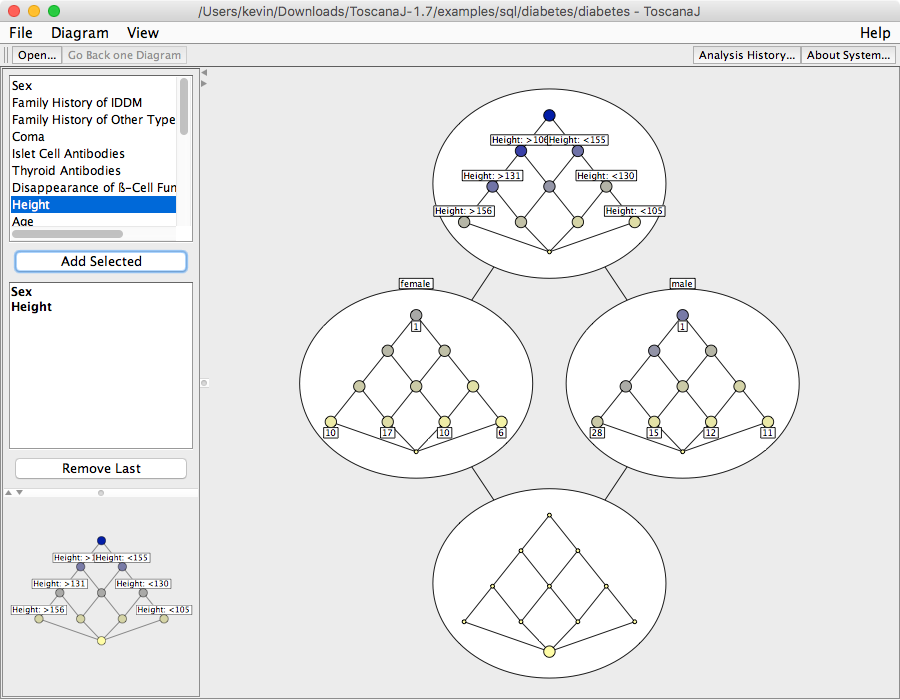 /Users/kevin/Downloads/ToscanaJ-1.7/examples/sql/diabetes/diabetes - ToscanaJ
File Diagram View Help
Open... Go Back one Diagram Analysis History... About System...
Sex
Family History of IDDM
Family History of Other Type
Coma
Islet Cell Antibodies
Thyroid Antibodies
Disappearance of ß-Cell Fun
Height
Age
Add Selected
Sex
Height
Remove Last
Height: >1 Height: <155
Height: >131 Height: <130
Height: >156 Height: <105
Height: >106 Height: <155
Height: >131 Height: <130
Height: >156 Height: <105
female male
1 1
10 17 10 6 28 15 12 11